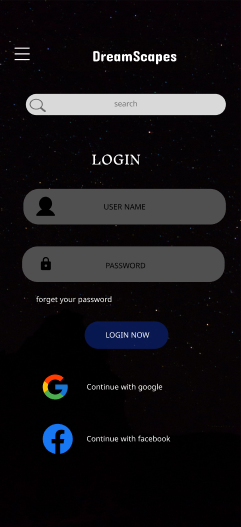 DreamScapes
search
LOGIN
USER NAME
PASSWORD
forget your password
LOGIN NOW
Continue with google
Continue with facebook